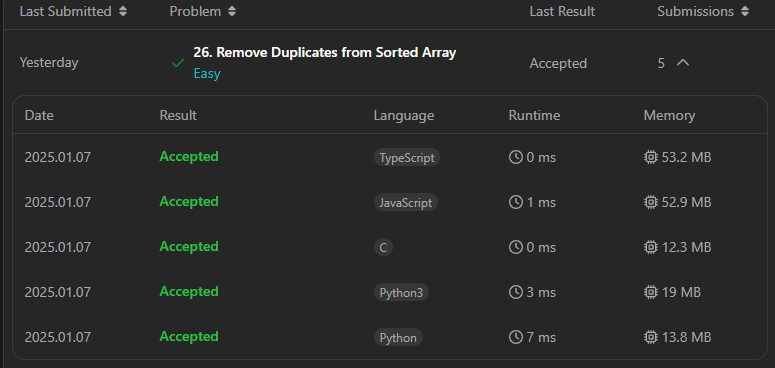 Last Submitted Problem Last Result Submissions
Yesterday 26. Remove Duplicates from Sorted Array Accepted 5
Easy
Date Result Language Runtime Memory
2025.01.07 Accepted TypeScript 0 ms 53.2 MB
2025.01.07 Accepted JavaScript 1 ms 52.9 MB
2025.01.07 Accepted C 0 ms 12.3 MB
2025.01.07 Accepted Python3 3 ms 19 MB
2025.01.07 Accepted Python 7 ms 13.8 MB